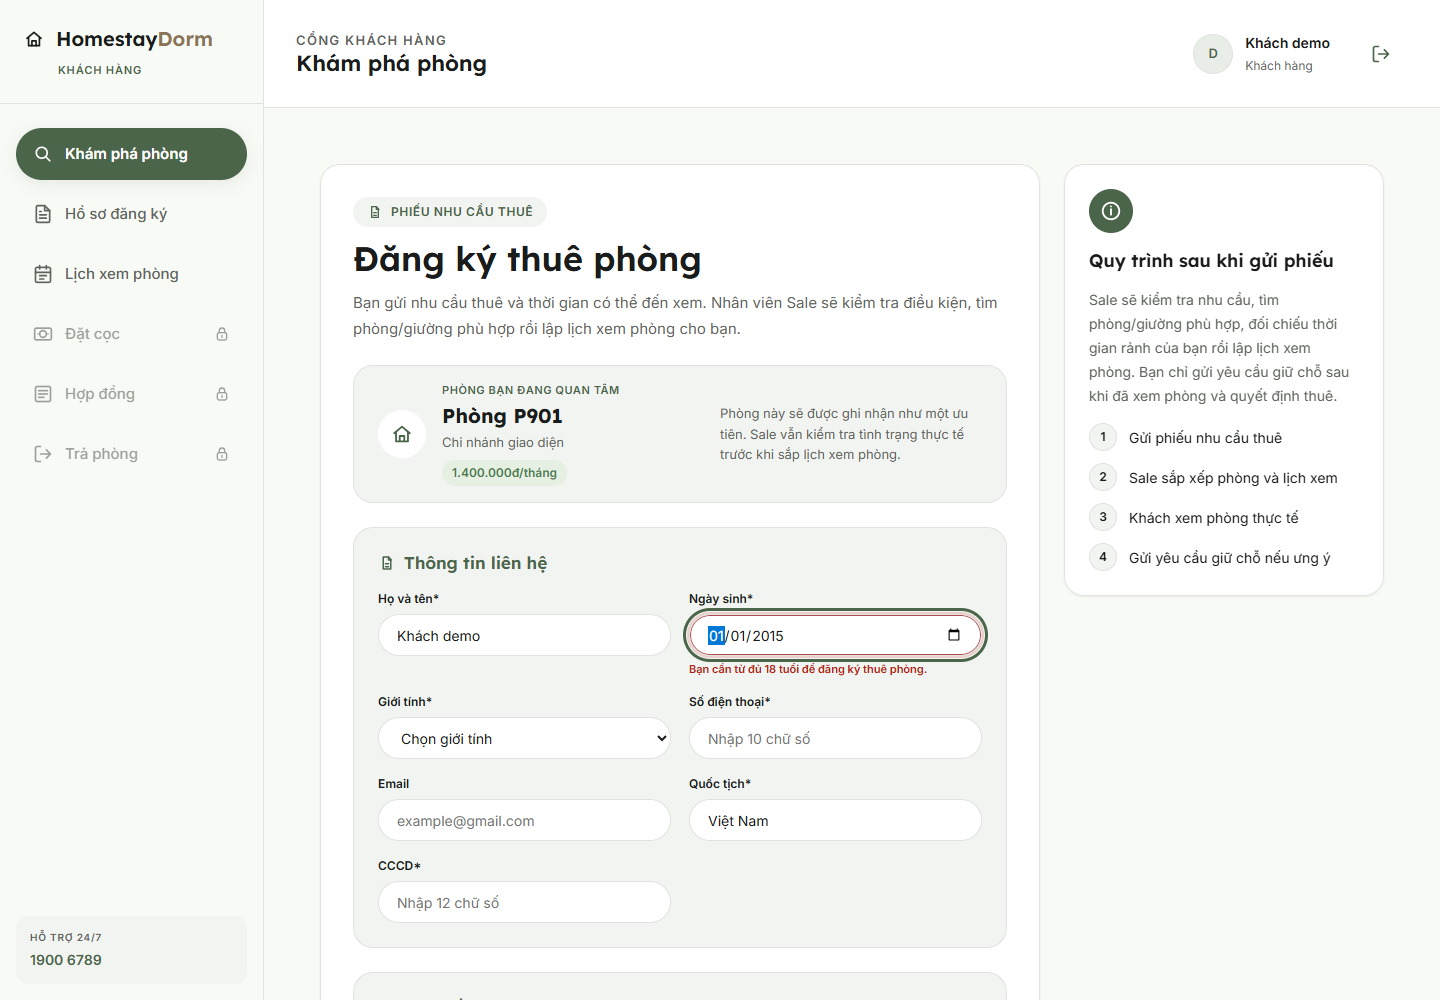 HomestayDorm
KHÁCH HÀNG
Khám phá phòng
Hồ sơ đăng ký
Lịch xem phòng
Đặt cọc
Hợp đồng
Trả phòng
HỖ TRỢ 24/7
1900 6789
CỔNG KHÁCH HÀNG
Khám phá phòng
D
Khách demo
Khách hàng
PHIẾU NHU CẦU THUÊ
Đăng ký thuê phòng
Bạn gửi nhu cầu thuê và thời gian có thể đến xem. Nhân viên Sale sẽ kiểm tra điều kiện, tìm
phòng/giường phù hợp rồi lập lịch xem phòng cho bạn.
PHÒNG BẠN ĐANG QUAN TÂM
Phòng P901
Chi nhánh giao diện
1.400.000đ/tháng
Phòng này sẽ được ghi nhận như một ưu
tiên. Sale vẫn kiểm tra tình trạng thực tế
trước khi sắp lịch xem phòng.
Thông tin liên hệ
Họ và tên*
Khách demo
Ngày sinh*
01/01/2015
Bạn cần từ đủ 18 tuổi để đăng ký thuê phòng.
Giới tính*
Chọn giới tính
Số điện thoại*
Nhập 10 chữ số
Email
example@gmail.com
Quốc tịch*
Việt Nam
CCCD*
Nhập 12 chữ số
Quy trình sau khi gửi phiếu
Sale sẽ kiểm tra nhu cầu, tìm
phòng/giường phù hợp, đối chiếu thời
gian rảnh của bạn rồi lập lịch xem
phòng. Bạn chỉ gửi yêu cầu giữ chỗ sau
khi đã xem phòng và quyết định thuê.
1 Gửi phiếu nhu cầu thuê
2 Sale sắp xếp phòng và lịch xem
3 Khách xem phòng thực tế
4 Gửi yêu cầu giữ chỗ nếu ưng ý